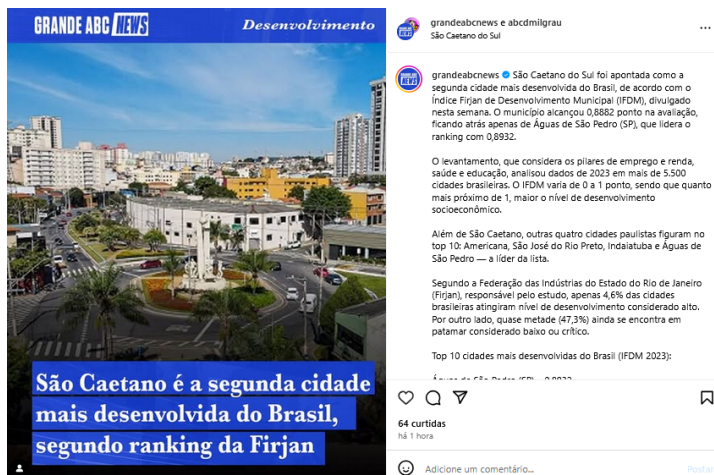 GRANDE ABC NEWS
Desenvolvimento
São Caetano é a segunda cidade
mais desenvolvida do Brasil,
segundo ranking da Firjan
grandeabcnews e abcdmilgrau
São Caetano do Sul
grandeabcnews São Caetano do Sul foi apontada como a
segunda cidade mais desenvolvida do Brasil, de acordo com o
Índice Firjan de Desenvolvimento Municipal (IFDM), divulgado
nesta semana. O município alcançou 0,8882 ponto na avaliação,
ficando atrás apenas de Águas de São Pedro (SP), que lidera o
ranking com 0,8932.
O levantamento, que considera os pilares de emprego e renda,
saúde e educação, analisou dados de 2023 em mais de 5.500
cidades brasileiras. O IFDM varia de 0 a 1 ponto, sendo que quanto
mais próximo de 1, maior o nível de desenvolvimento
socioeconômico.
Além de São Caetano, outras quatro cidades paulistas figuram no
top 10: Americana, São José do Rio Preto, Indaiatuba e Águas de
São Pedro — a líder da lista.
Segundo a Federação das Indústrias do Estado do Rio de Janeiro
(Firjan), responsável pelo estudo, apenas 4,6% das cidades
brasileiras atingiram nível de desenvolvimento considerado alto.
Por outro lado, quase metade (47,3%) ainda se encontra em
patamar considerado baixo ou crítico.
Top 10 cidades mais desenvolvidas do Brasil (IFDM 2023):
Águas de São Pedro (SP) – 0,8932
64 curtidas
há 1 hora
Adicione um comentário...
Postar